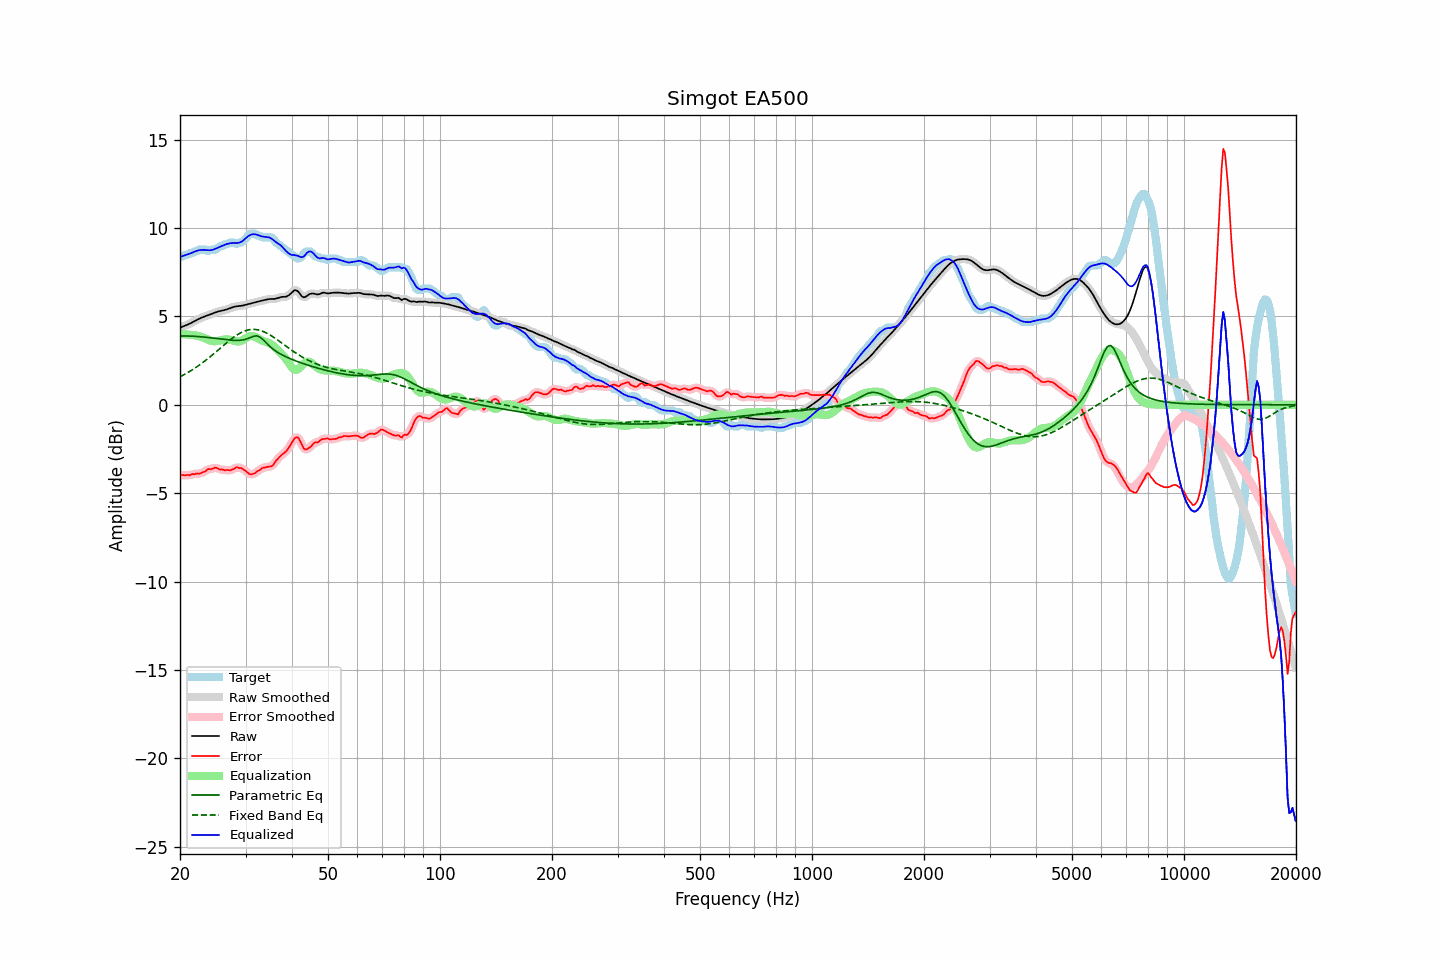 Simgot EA500
15
10
5
0
−5
−10
−15
−20
−25
Amplitude (dBr)
Target
Raw Smoothed
Error Smoothed
Raw
Error
Equalization
Parametric Eq
Fixed Band Eq
Equalized
20 50 100 200 500 1000 2000 5000 10000 20000
Frequency (Hz)